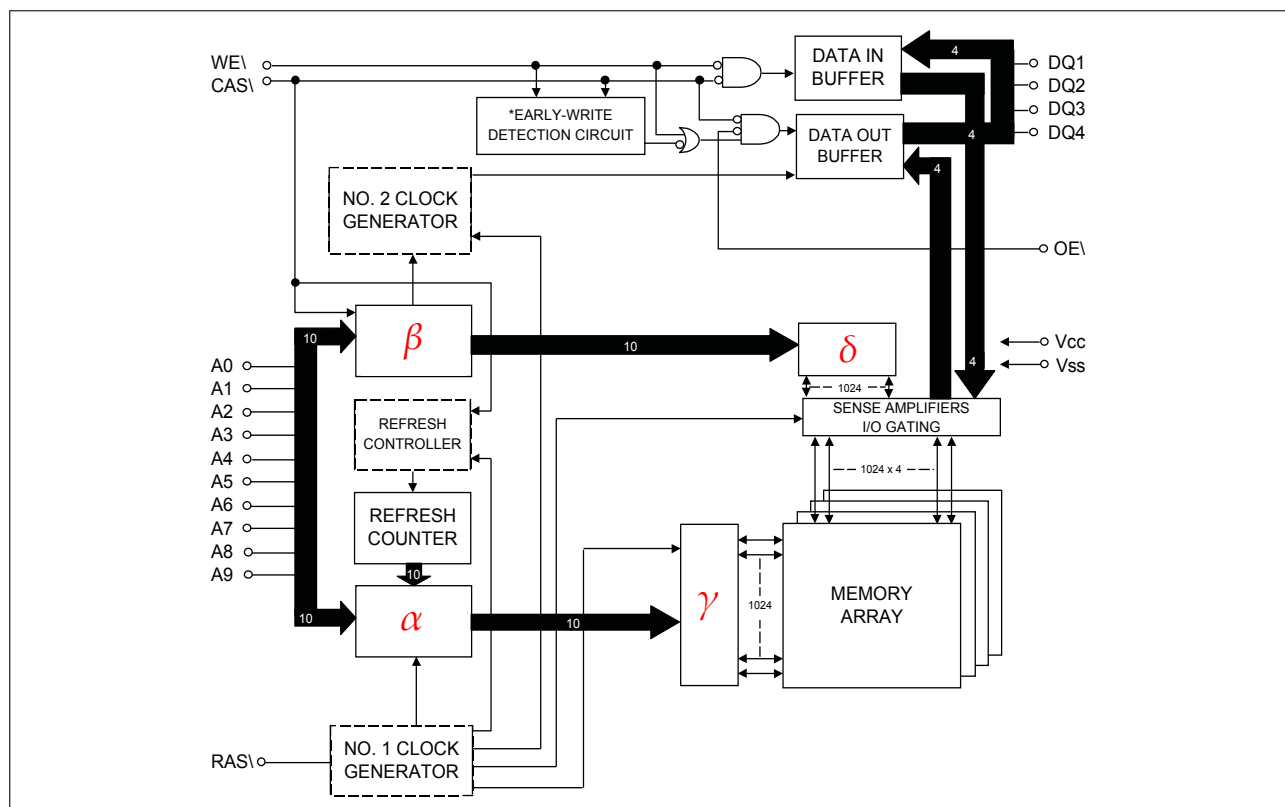 WE\
CAS\
*EARLY-WRITE
DETECTION CIRCUIT
DATA IN
BUFFER
DATA OUT
BUFFER
4
4
4
4
DQ1
DQ2
DQ3
DQ4
NO. 2 CLOCK
GENERATOR
OE\
10
β
10
δ
Vcc
Vss
1024
A0
A1
A2
A3
A4
A5
A6
A7
A8
A9
REFRESH
CONTROLLER
SENSE AMPLIFIERS
I/O GATING
1024 x 4
REFRESH
COUNTER
10
10
α
10
γ
1024
MEMORY
ARRAY
RAS\
NO. 1 CLOCK
GENERATOR